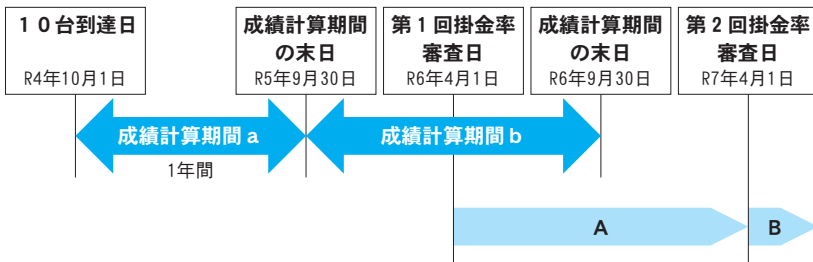 １０台到達日
R4年10月1日
成績計算期間
の末日
R5年9月30日
第１回掛金率
審査日
R6年4月1日
成績計算期間
の末日
R6年9月30日
第２回掛金率
審査日
R7年4月1日
成績計算期間 a
成績計算期間 b
1年間
A
B